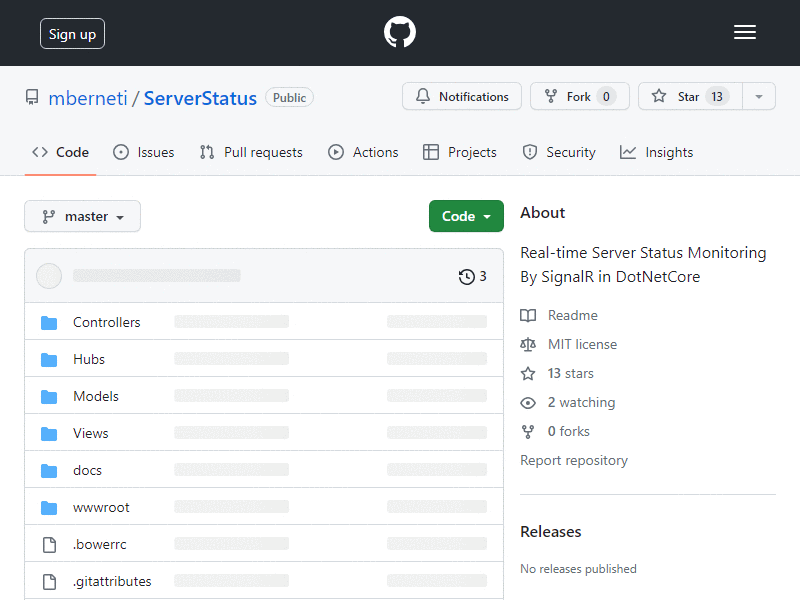 Sign up
mberneti / ServerStatus Public
Notifications
Fork 0
Star 13
Code
Issues
Pull requests
Actions
Projects
Security
Insights
master
Code
3
Controllers
Hubs
Models
Views
docs
wwwroot
.bowerrc
.gitattributes
About
Real-time Server Status Monitoring
By SignalR in DotNetCore
Readme
MIT license
13 stars
2 watching
0 forks
Report repository
Releases
No releases published